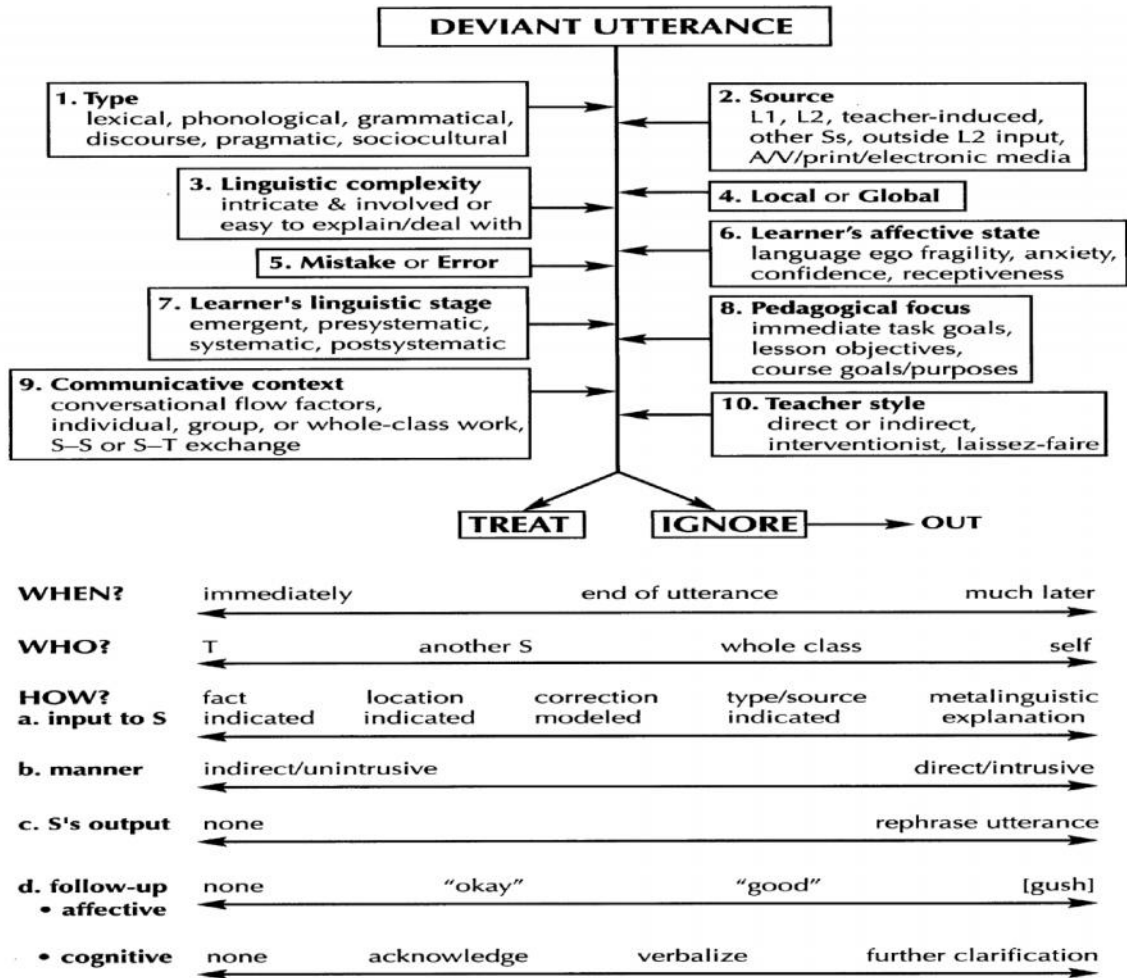 DEVIANT UTTERANCE
1. Type
lexical, phonological, grammatical,
discourse, pragmatic, sociocultural
2. Source
L1, L2, teacher-induced,
other Ss, outside L2 input,
A/V/print/electronic media
3. Linguistic complexity
intricate & involved or
easy to explain/deal with
4. Local or Global
5. Mistake or Error
6. Learner's affective state
language ego fragility, anxiety,
confidence, receptiveness
7. Learner's linguistic stage
emergent, presystematic,
systematic, postsystematic
8. Pedagogical focus
immediate task goals,
lesson objectives,
course goals/purposes
9. Communicative context
conversational flow factors,
individual, group, or whole-class work,
S–S or S–T exchange
10. Teacher style
direct or indirect,
interventionist, laissez-faire
TREAT IGNORE OUT
WHEN? immediately end of utterance much later
WHO? T another S whole class self
HOW? fact location correction type/source metalinguistic
a. input to S indicated indicated modeled indicated explanation
b. manner indirect/unintrusive direct/intrusive
c. S's output none rephrase utterance
d. follow-up none "okay" "good" [gush]
• affective
• cognitive none acknowledge verbalize further clarification